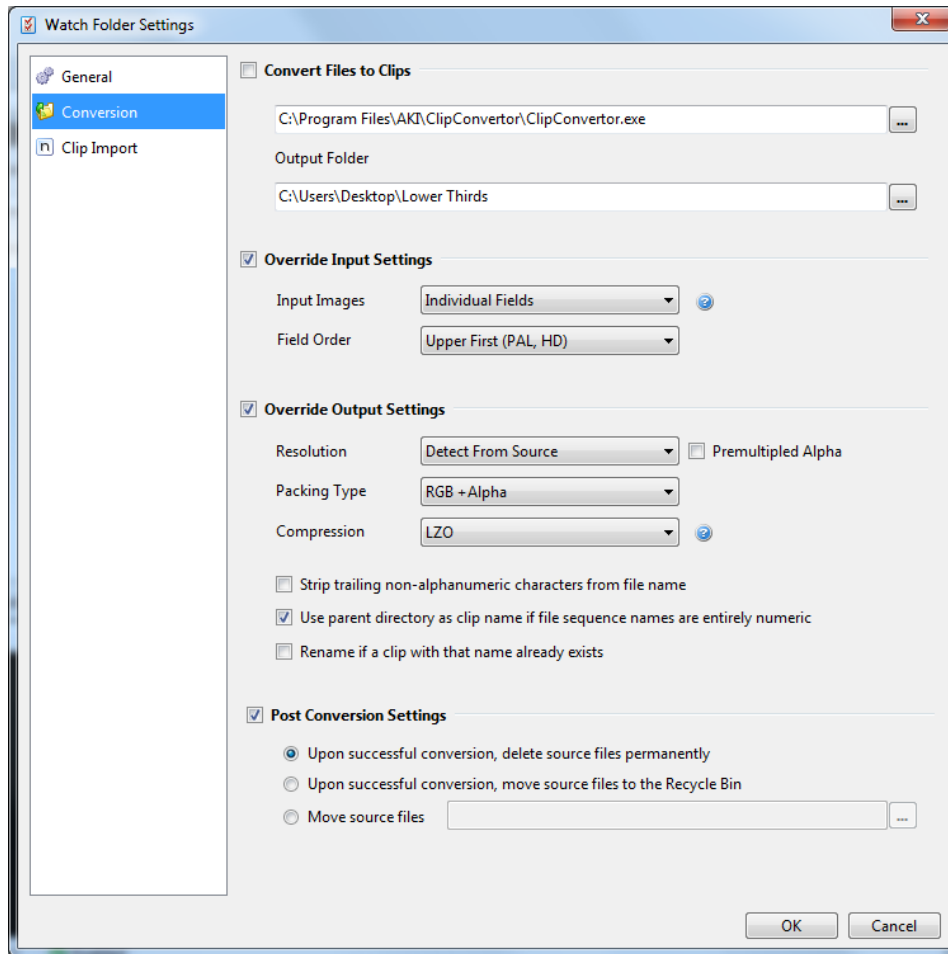 Watch Folder Settings
General
Conversion
n Clip Import
Convert Files to Clips
C:\Program Files\AKI\ClipConvertor\ClipConvertor.exe ...
Output Folder
C:\Users\Desktop\Lower Thirds ...
Override Input Settings
Input Images Individual Fields ?
Field Order Upper First (PAL, HD)
Override Output Settings
Resolution Detect From Source Premultipled Alpha
Packing Type RGB +Alpha
Compression LZO ?
Strip trailing non-alphanumeric characters from file name
Use parent directory as clip name if file sequence names are entirely numeric
Rename if a clip with that name already exists
Post Conversion Settings
Upon successful conversion, delete source files permanently
Upon successful conversion, move source files to the Recycle Bin
Move source files ...
OK Cancel